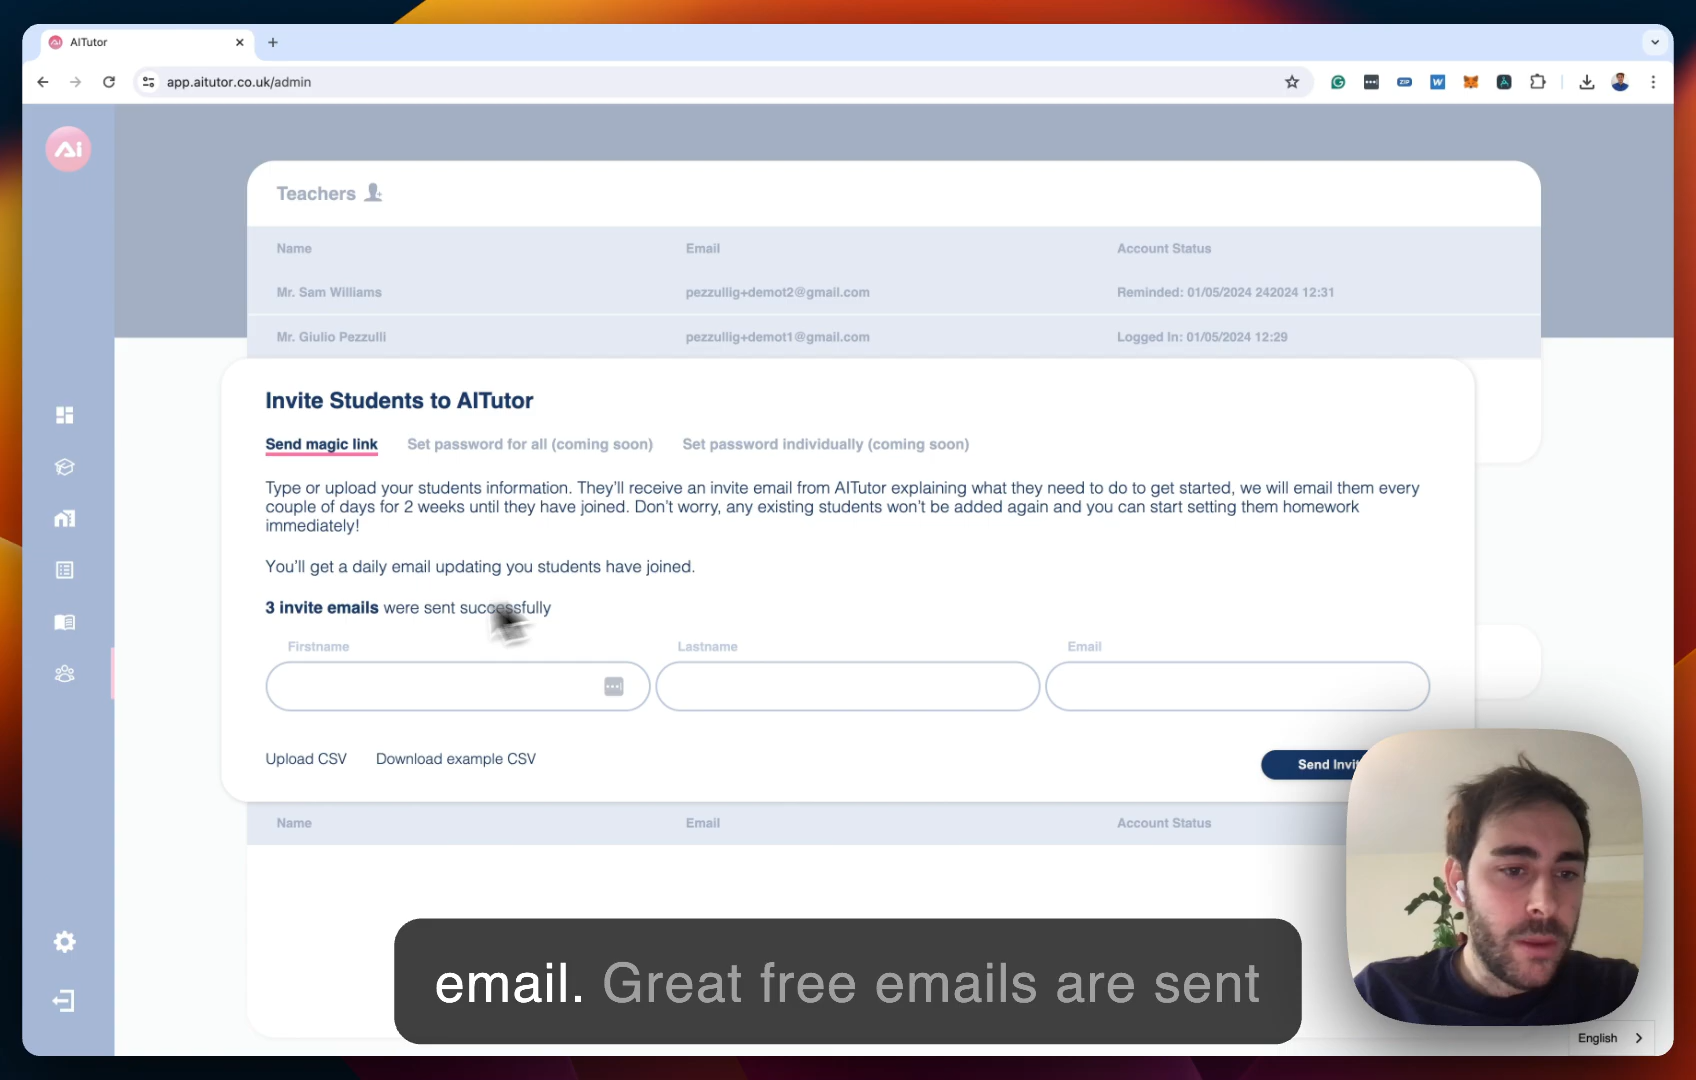 AITutor
app.aitutor.co.uk/admin
ZIP
W
Ai
Teachers
Name Email Account Status
Mr. Sam Williams pezzullig+demot2@gmail.com Reminded: 01/05/2024 242024 12:31
Mr. Giulio Pezzulli pezzullig+demot1@gmail.com Logged In: 01/05/2024 12:29
Invite Students to AITutor
Send magic link Set password for all (coming soon) Set password individually (coming soon)
Type or upload your students information. They'll receive an invite email from AITutor explaining what they need to do to get started, we will email them every
couple of days for 2 weeks until they have joined. Don't worry, any existing students won't be added again and you can start setting them homework
immediately!
You'll get a daily email updating you students have joined.
3 invite emails were sent successfully
Firstname Lastname Email
Upload CSV Download example CSV Send Invit
Name Email Account Status
email. Great free emails are sent
English